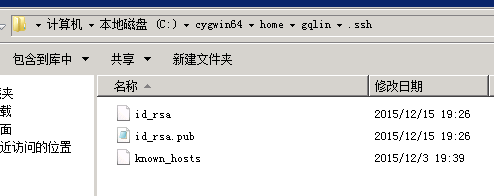 计算机 本地磁盘 (C:) cygwin64 home gqlin .ssh
包含到库中 共享 新建文件夹
名称 修改日期
夹
id_rsa 2015/12/15 19:26
载
id_rsa.pub 2015/12/15 19:26
面
近访问的位置
known_hosts 2015/12/3 19:39